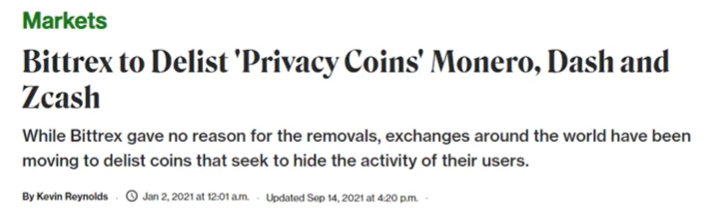 Markets
Bittrex to Delist 'Privacy Coins' Monero, Dash and
Zcash
While Bittrex gave no reason for the removals, exchanges around the world have been
moving to delist coins that seek to hide the activity of their users.
By Kevin Reynolds · Jan 2, 2021 at 12:01 a.m. · Updated Sep 14, 2021 at 4:20 p.m. ·